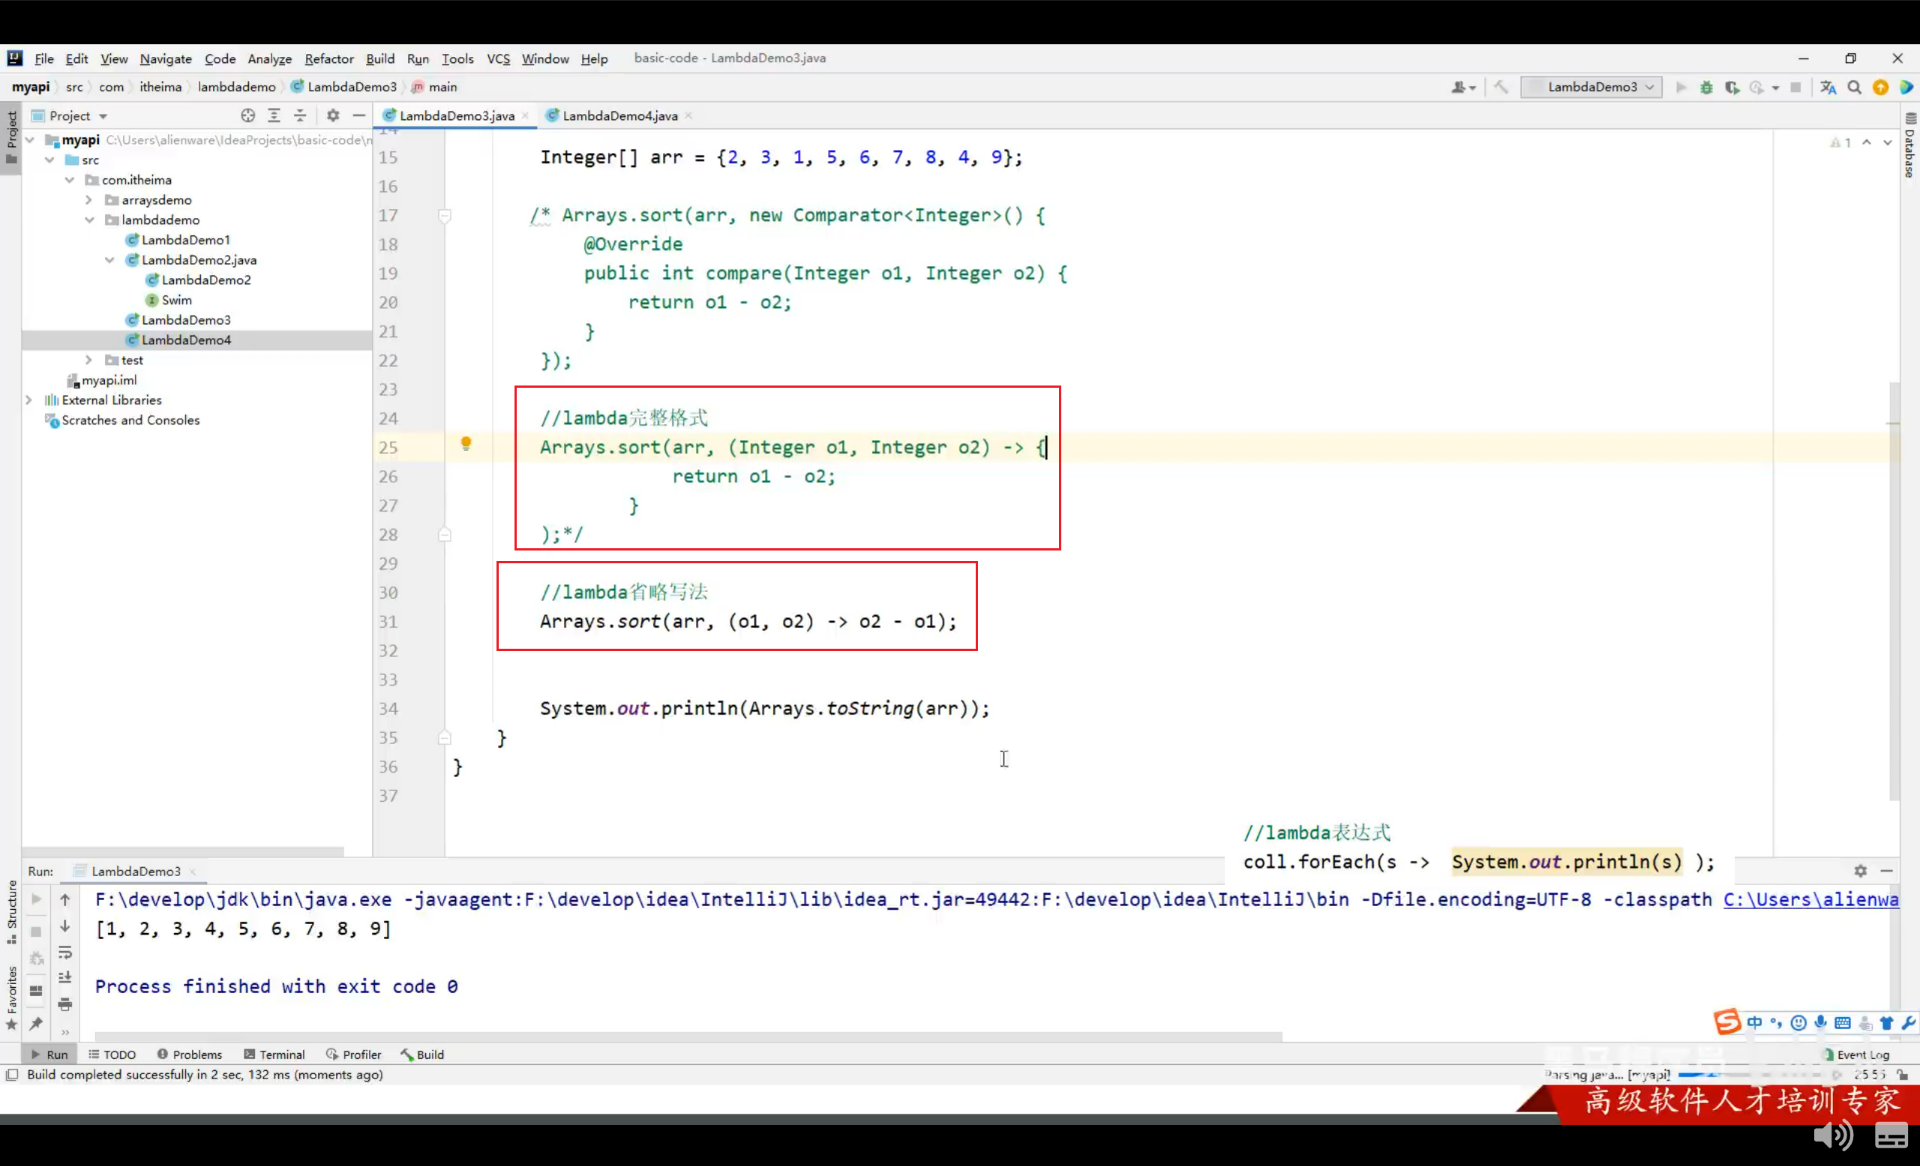 File Edit View Navigate Code Analyze Refactor Build Run Tools VCS Window Help basic-code - LambdaDemo3.java
myapi src com itheima lambdademo LambdaDemo3 main LambdaDemo3
Project
LambdaDemo3.java LambdaDemo4.java
Project
Database
myapi C:\Users\alienware\IdeaProjects\basic-code\
src
com.itheima
arraysdemo
lambdademo
LambdaDemo1
LambdaDemo2.java
LambdaDemo2
Swim
LambdaDemo3
LambdaDemo4
test
myapi.iml
External Libraries
Scratches and Consoles
1
14
15 Integer[] arr = {2, 3, 1, 5, 6, 7, 8, 4, 9};
16
17 /* Arrays.sort(arr, new Comparator<Integer>() {
18 @Override
19 public int compare(Integer o1, Integer o2) {
20 return o1 - o2;
21 }
22 });
23
24 //lambda完整格式
25 Arrays.sort(arr, (Integer o1, Integer o2) -> {
26 return o1 - o2;
27 }
28 );*/
29
30 //lambda省略写法
31 Arrays.sort(arr, (o1, o2) -> o2 - o1);
32
33
34 System.out.println(Arrays.toString(arr));
35 }
36 }
37
//lambda表达式
coll.forEach(s -> System.out.println(s) );
Run: LambdaDemo3
Structure
Favorites
F:\develop\jdk\bin\java.exe -javaagent:F:\develop\idea\IntelliJ\lib\idea_rt.jar=49442:F:\develop\idea\IntelliJ\bin -Dfile.encoding=UTF-8 -classpath C:\Users\alienwa
[1, 2, 3, 4, 5, 6, 7, 8, 9]
Process finished with exit code 0
中
Run TODO Problems Terminal Profiler Build Event Log
Build completed successfully in 2 sec, 132 ms (moments ago) Parsing java... [myapi] 25:55
高级软件人才培训专家